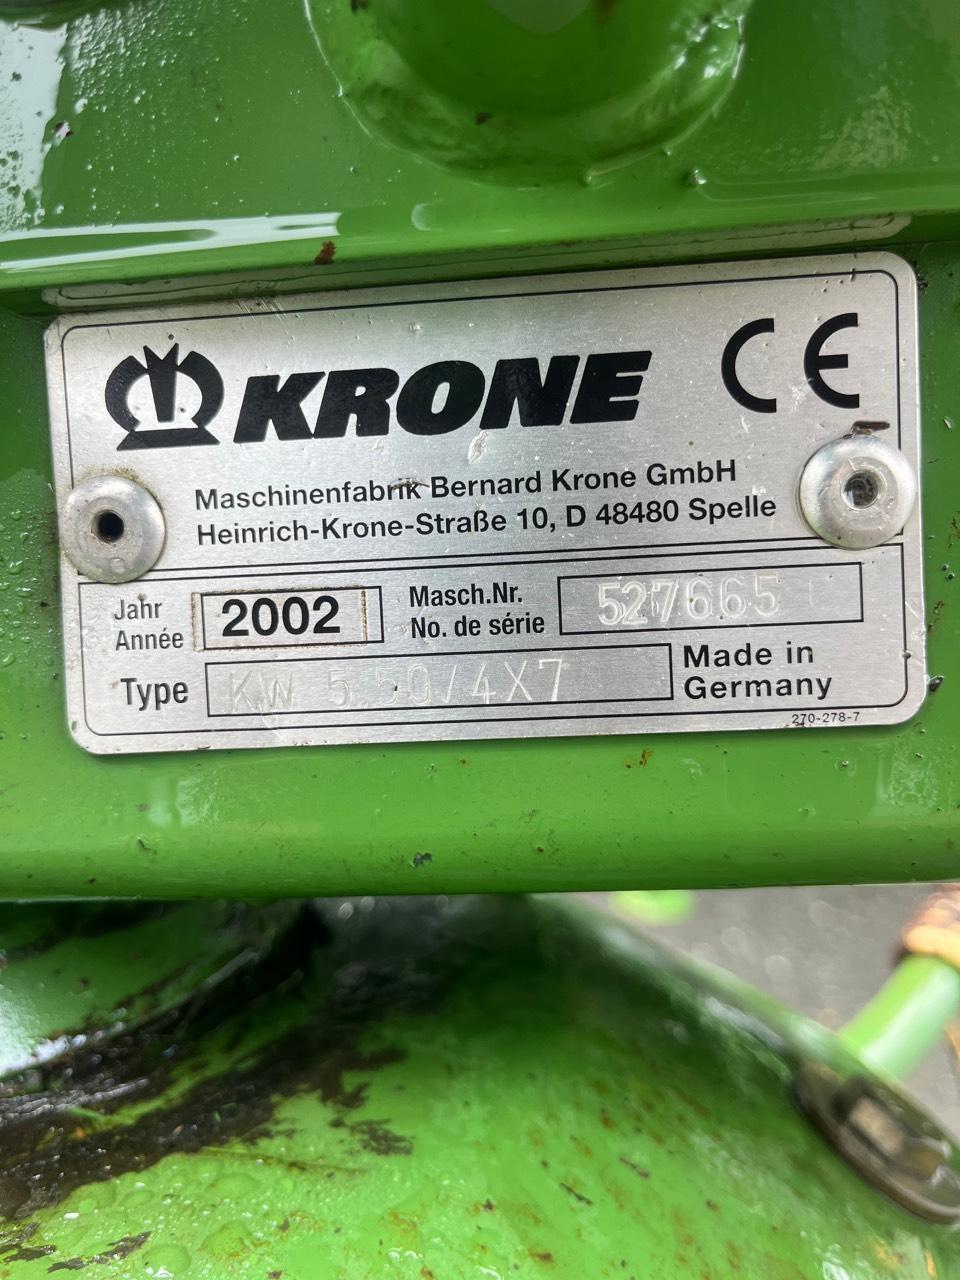 KRONE CE
Maschinenfabrik Bernard Krone GmbH
Heinrich-Krone-Straße 10, D 48480 Spelle
Jahr
Année
2002
Masch.Nr.
No. de série
527665
Type
KW 5.50/4X7
Made in
Germany
270-278-7